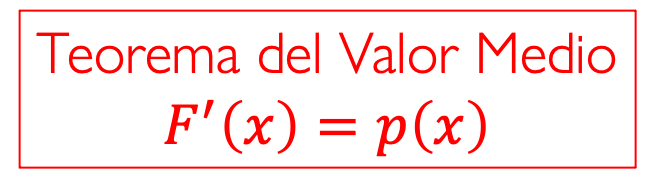 Teorema del Valor Medio
F′(x) = p(x)